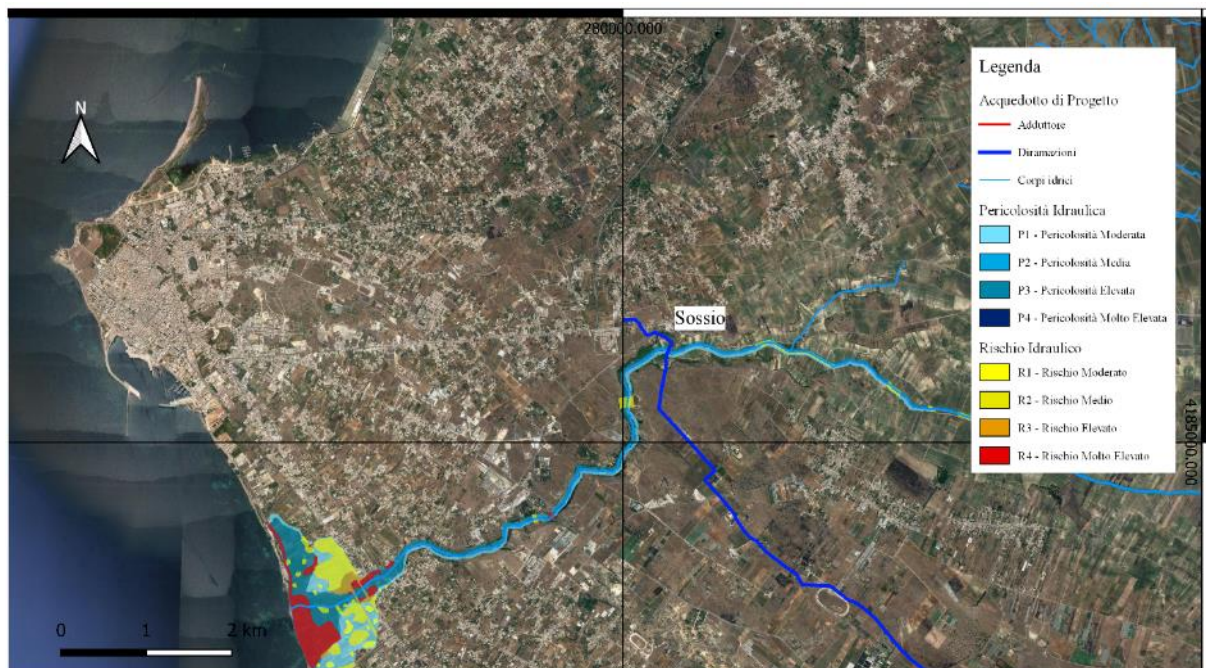 280000.000
N
Legenda
Acquedotto di Progetto
Adduttore
Diramazioni
Corpi idrici
Pericolosità Idraulica
P1 - Pericolosità Moderata
P2 - Pericolosità Media
P3 - Pericolosità Elevata
P4 - Pericolosità Molto Elevata
Rischio Idraulico
R1 - Rischio Moderato
R2 - Rischio Medio
R3 - Rischio Elevato
R4 - Rischio Molto Elevato
Sossio
4185000.000
0 1 2 km